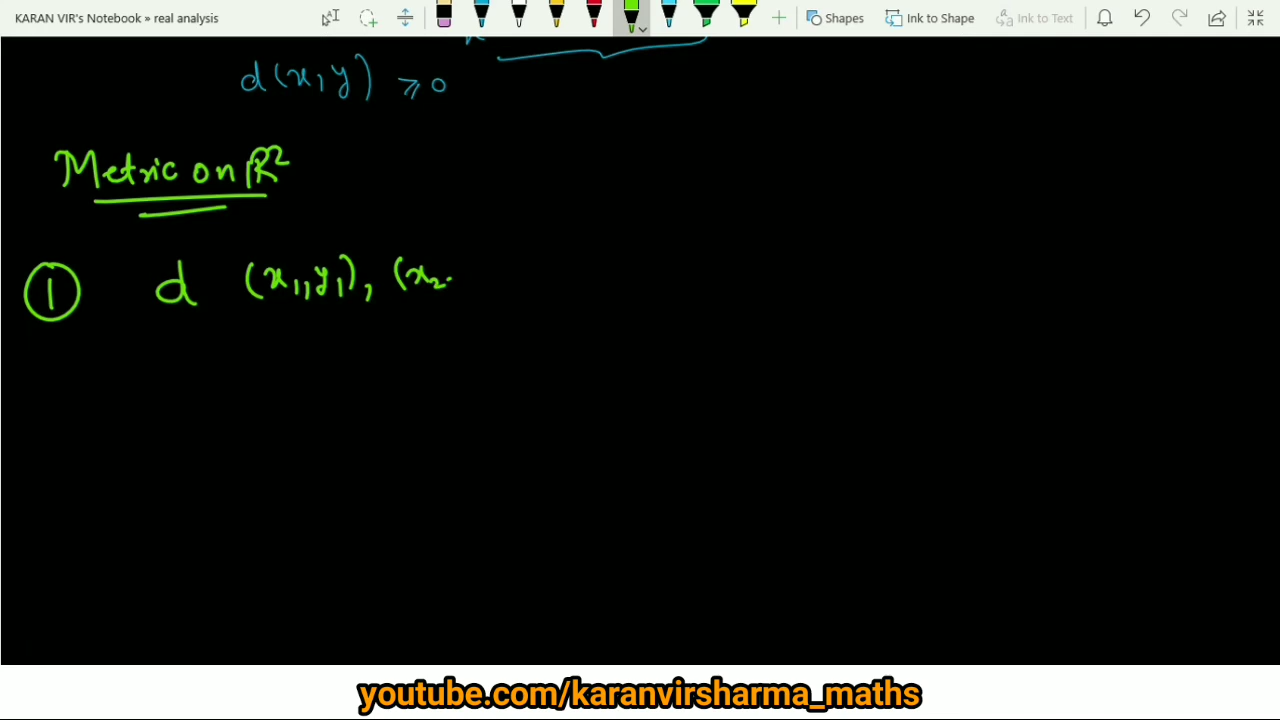 KARAN VIR's Notebook » real analysis
Shapes
Ink to Shape
Ink to Text
d(x,y) ⩾ 0
Metric on ℝ²
① d (x₁,y₁), (x₂
youtube.com/karanvirsharma_maths